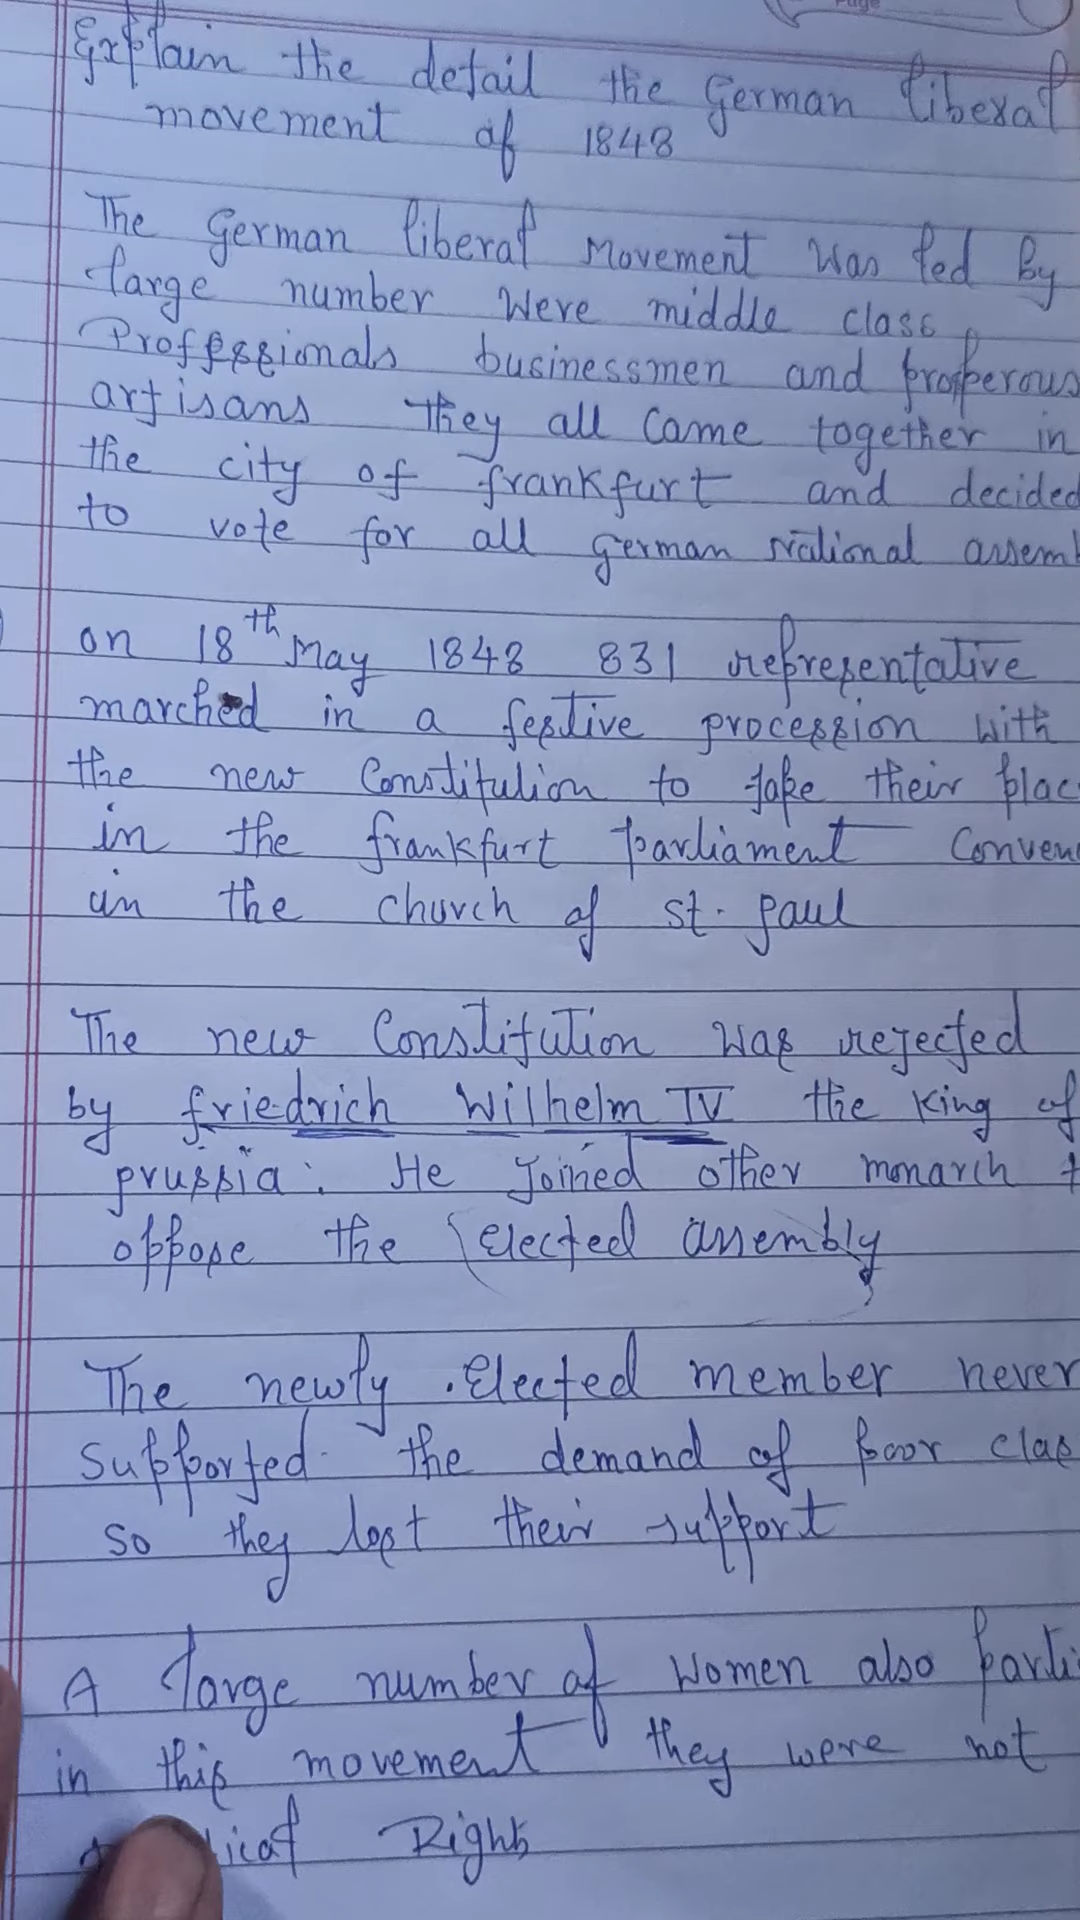 Page
Explain the detail the German liberal
movement of 1848
The German liberal Movement was led by
large number were middle class
Professionals businessmen and prosperous
artisans they all came together in
the city of frankfurt and decided
to vote for all german National assemb
on 18th May 1848 831 representative
marched in a festive procession with
the new Constitution to take their plac
in the frankfurt Parliament Conven
in the church of st. paul
The new Constitution was rejected
by friedrich Wilhelm IV the King of
prussia. He Joined other monarch t
oppose the Elected assembly
The newly Elected member never
Supported the demand of poor clas
so they lost their support
A large number of women also parti
in this movement they were not
Right